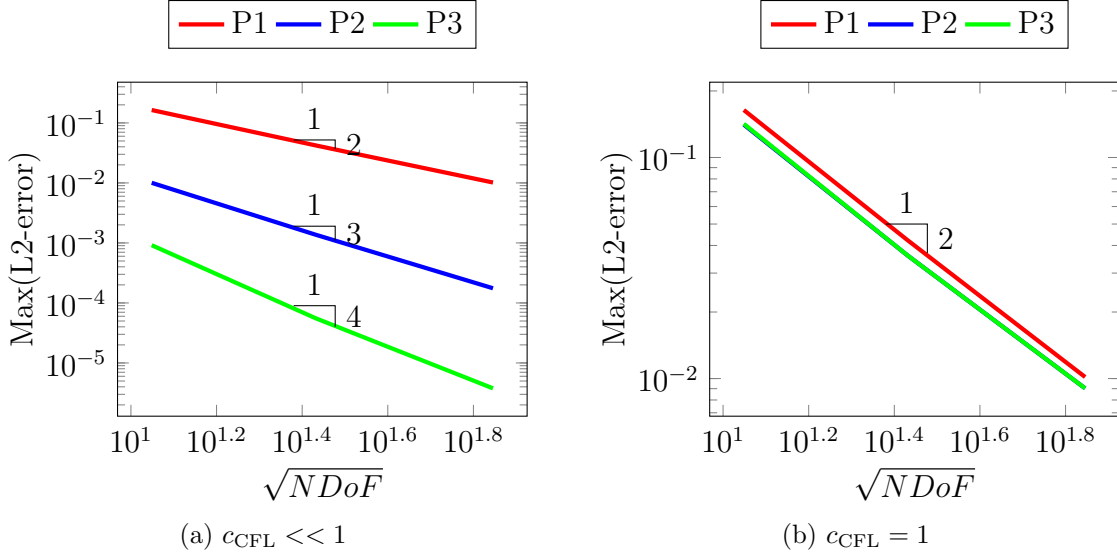 P1 P2 P3
10^-1
10^-2
10^-3
10^-4
10^-5
Max(L2-error)
1
2
1
3
1
4
10^1 10^1.2 10^1.4 10^1.6 10^1.8
√NDoF
(a) c_CFL << 1
P1 P2 P3
10^-1
10^-2
Max(L2-error)
1
2
10^1 10^1.2 10^1.4 10^1.6 10^1.8
√NDoF
(b) c_CFL = 1